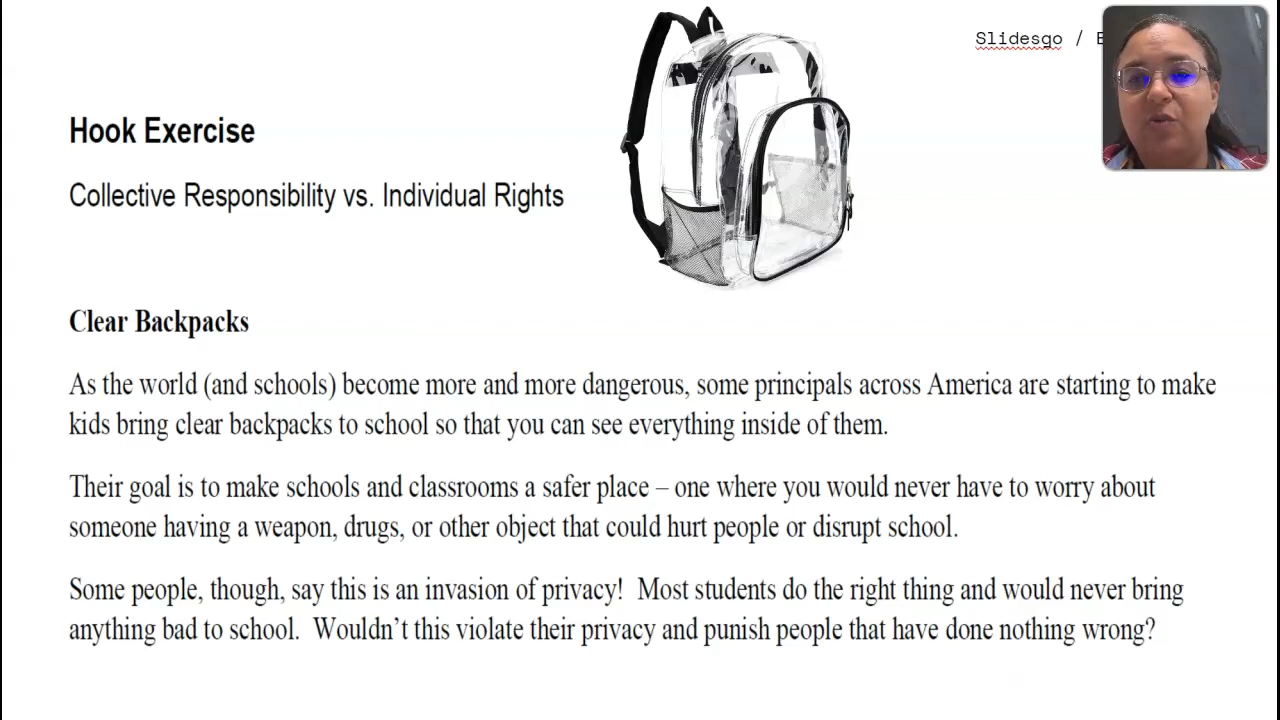 Slidesgo /
Hook Exercise
Collective Responsibility vs. Individual Rights
Clear Backpacks
As the world (and schools) become more and more dangerous, some principals across America are starting to make
kids bring clear backpacks to school so that you can see everything inside of them.
Their goal is to make schools and classrooms a safer place – one where you would never have to worry about
someone having a weapon, drugs, or other object that could hurt people or disrupt school.
Some people, though, say this is an invasion of privacy!  Most students do the right thing and would never bring
anything bad to school.  Wouldn’t this violate their privacy and punish people that have done nothing wrong?